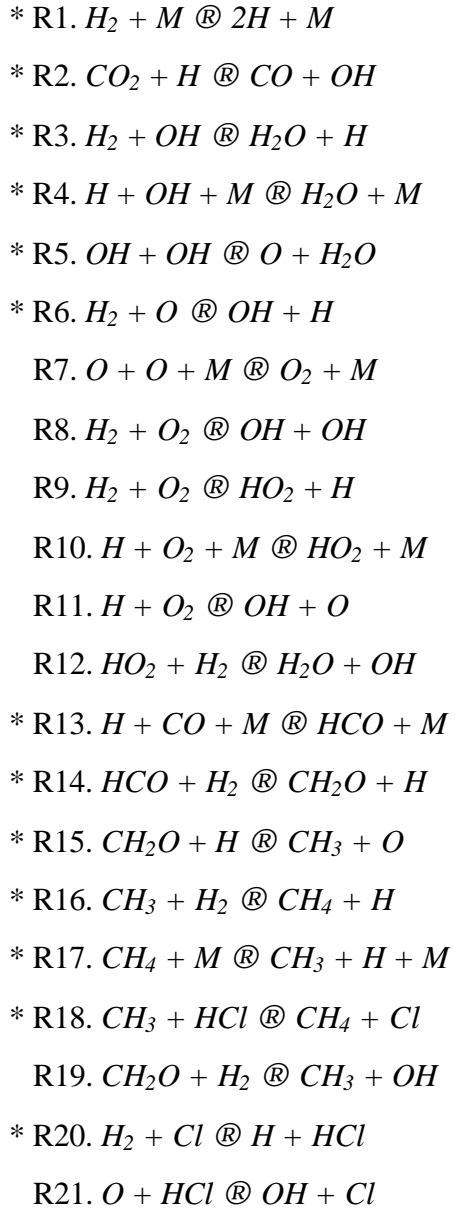 * R1. H₂ + M ® 2H + M
* R2. CO₂ + H ® CO + OH
* R3. H₂ + OH ® H₂O + H
* R4. H + OH + M ® H₂O + M
* R5. OH + OH ® O + H₂O
* R6. H₂ + O ® OH + H
R7. O + O + M ® O₂ + M
R8. H₂ + O₂ ® OH + OH
R9. H₂ + O₂ ® HO₂ + H
R10. H + O₂ + M ® HO₂ + M
R11. H + O₂ ® OH + O
R12. HO₂ + H₂ ® H₂O + OH
* R13. H + CO + M ® HCO + M
* R14. HCO + H₂ ® CH₂O + H
* R15. CH₂O + H ® CH₃ + O
* R16. CH₃ + H₂ ® CH₄ + H
* R17. CH₄ + M ® CH₃ + H + M
* R18. CH₃ + HCl ® CH₄ + Cl
R19. CH₂O + H₂ ® CH₃ + OH
* R20. H₂ + Cl ® H + HCl
R21. O + HCl ® OH + Cl